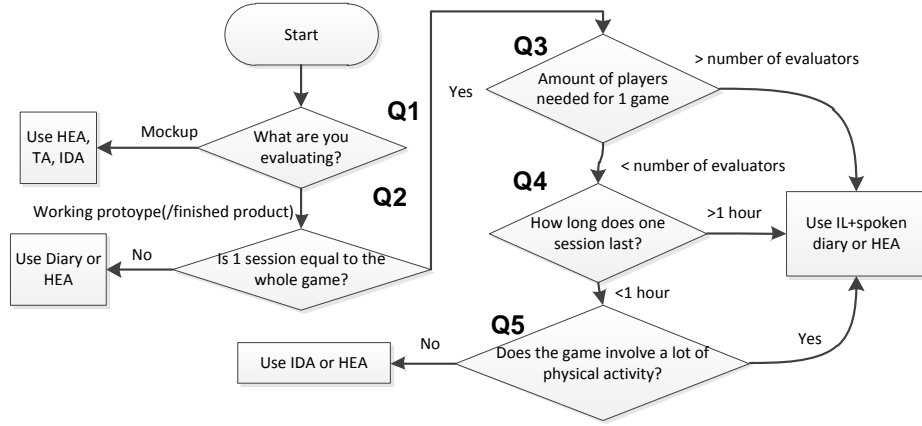 Start
Q1
What are you
evaluating?
Mockup
Use HEA,
TA, IDA
Working protoype(/finished product)
Q2
Is 1 session equal to the
whole game?
No
Use Diary or
HEA
Yes
Q3
Amount of players
needed for 1 game
> number of evaluators
< number of evaluators
Q4
How long does one
session last?
>1 hour
Use IL+spoken
diary or HEA
<1 hour
Q5
Does the game involve a lot of
physical activity?
No
Use IDA or HEA
Yes